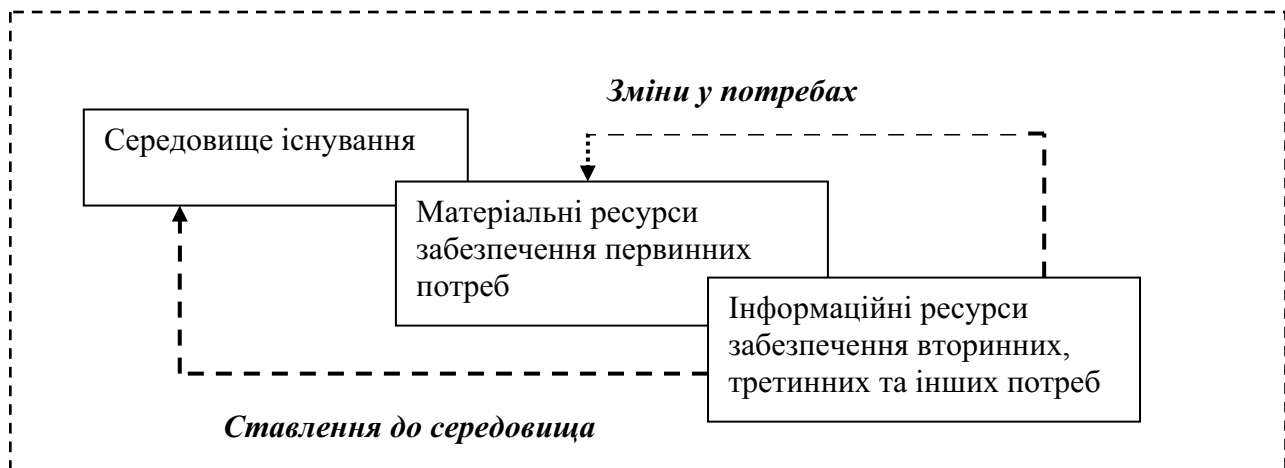 Зміни у потребах
Середовище існування
Матеріальні ресурси
забезпечення первинних
потреб
Інформаційні ресурси
забезпечення вторинних,
третинних та інших потреб
Ставлення до середовища